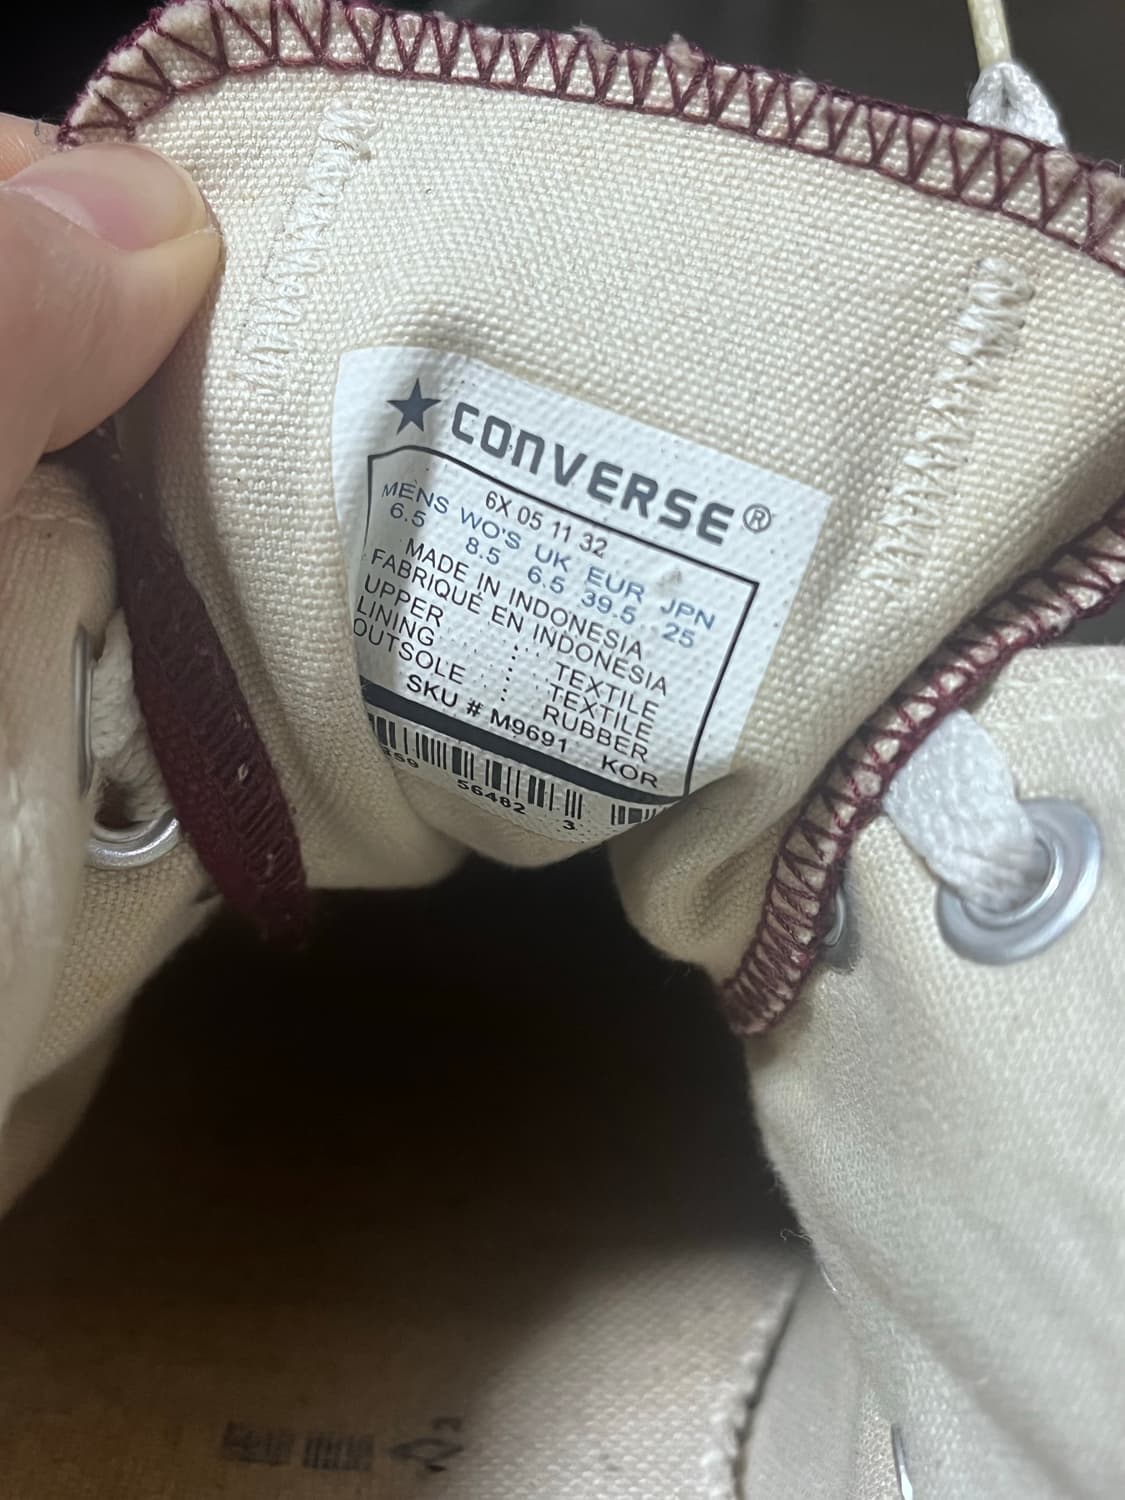 ★ CONVERSE®
6X 05 11 32
MENS WO'S UK EUR JPN
6.5 8.5 6.5 39.5 25
MADE IN INDONESIA
FABRIQUÉ EN INDONÉSIA
UPPER TEXTILE
LINING TEXTILE
OUTSOLE RUBBER
SKU # M9691 KOR
56482 3